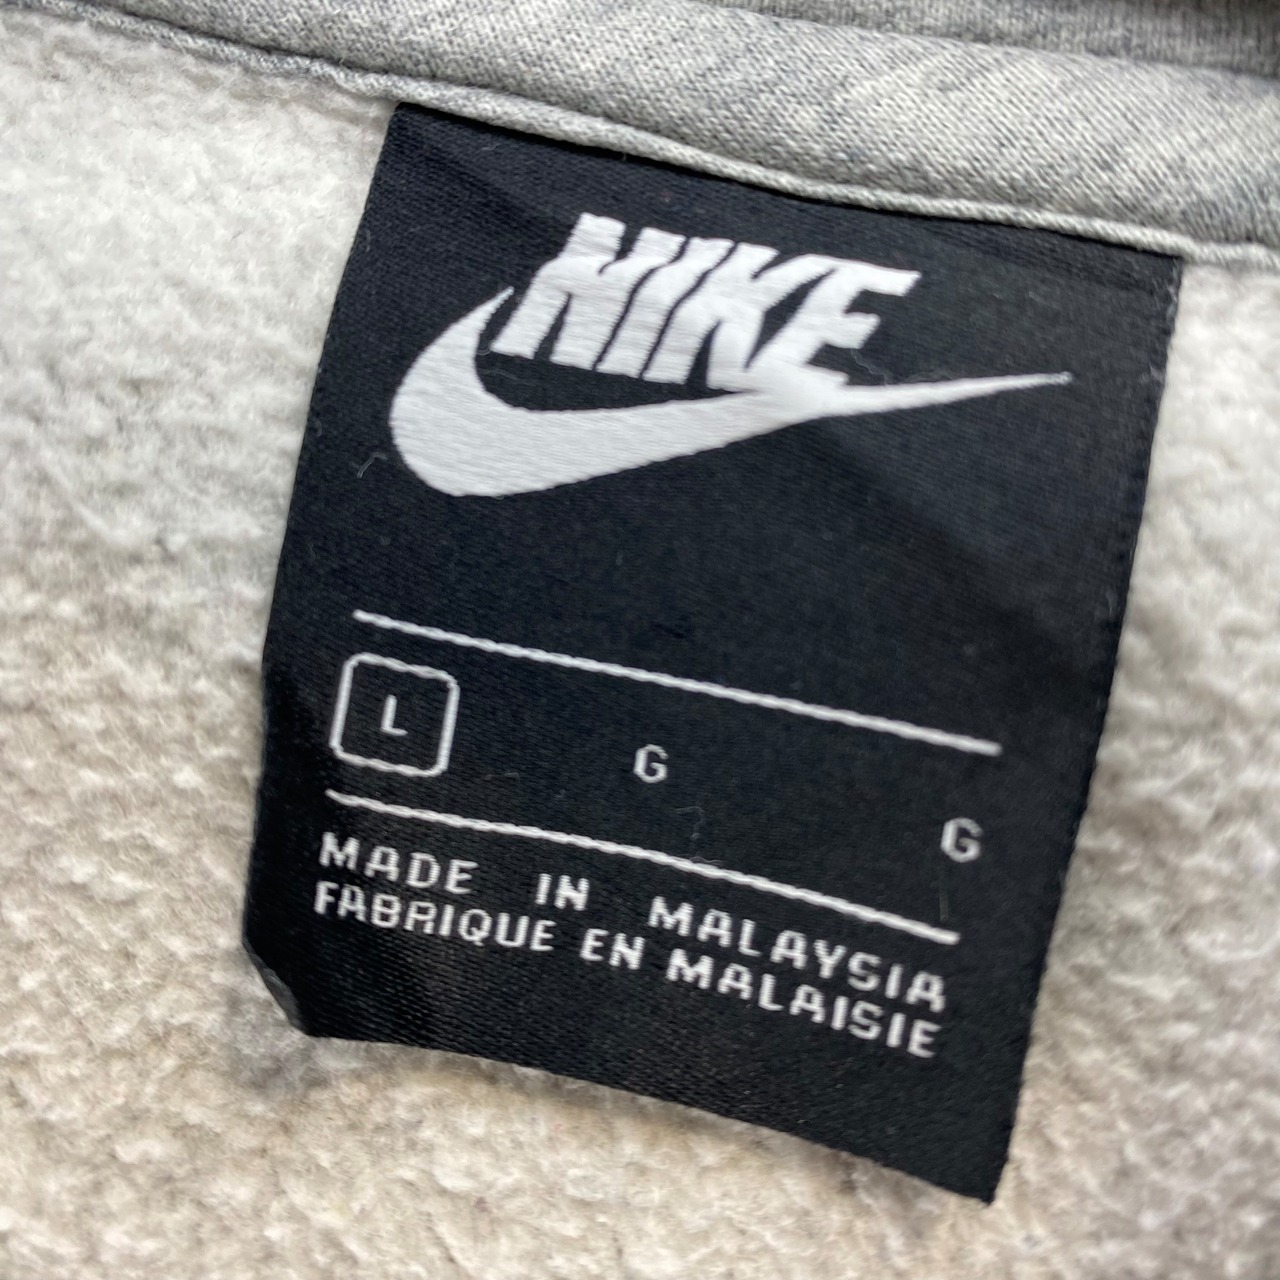 NIKE
L G G
MADE IN MALAYSIA
FABRIQUE EN MALAISIE